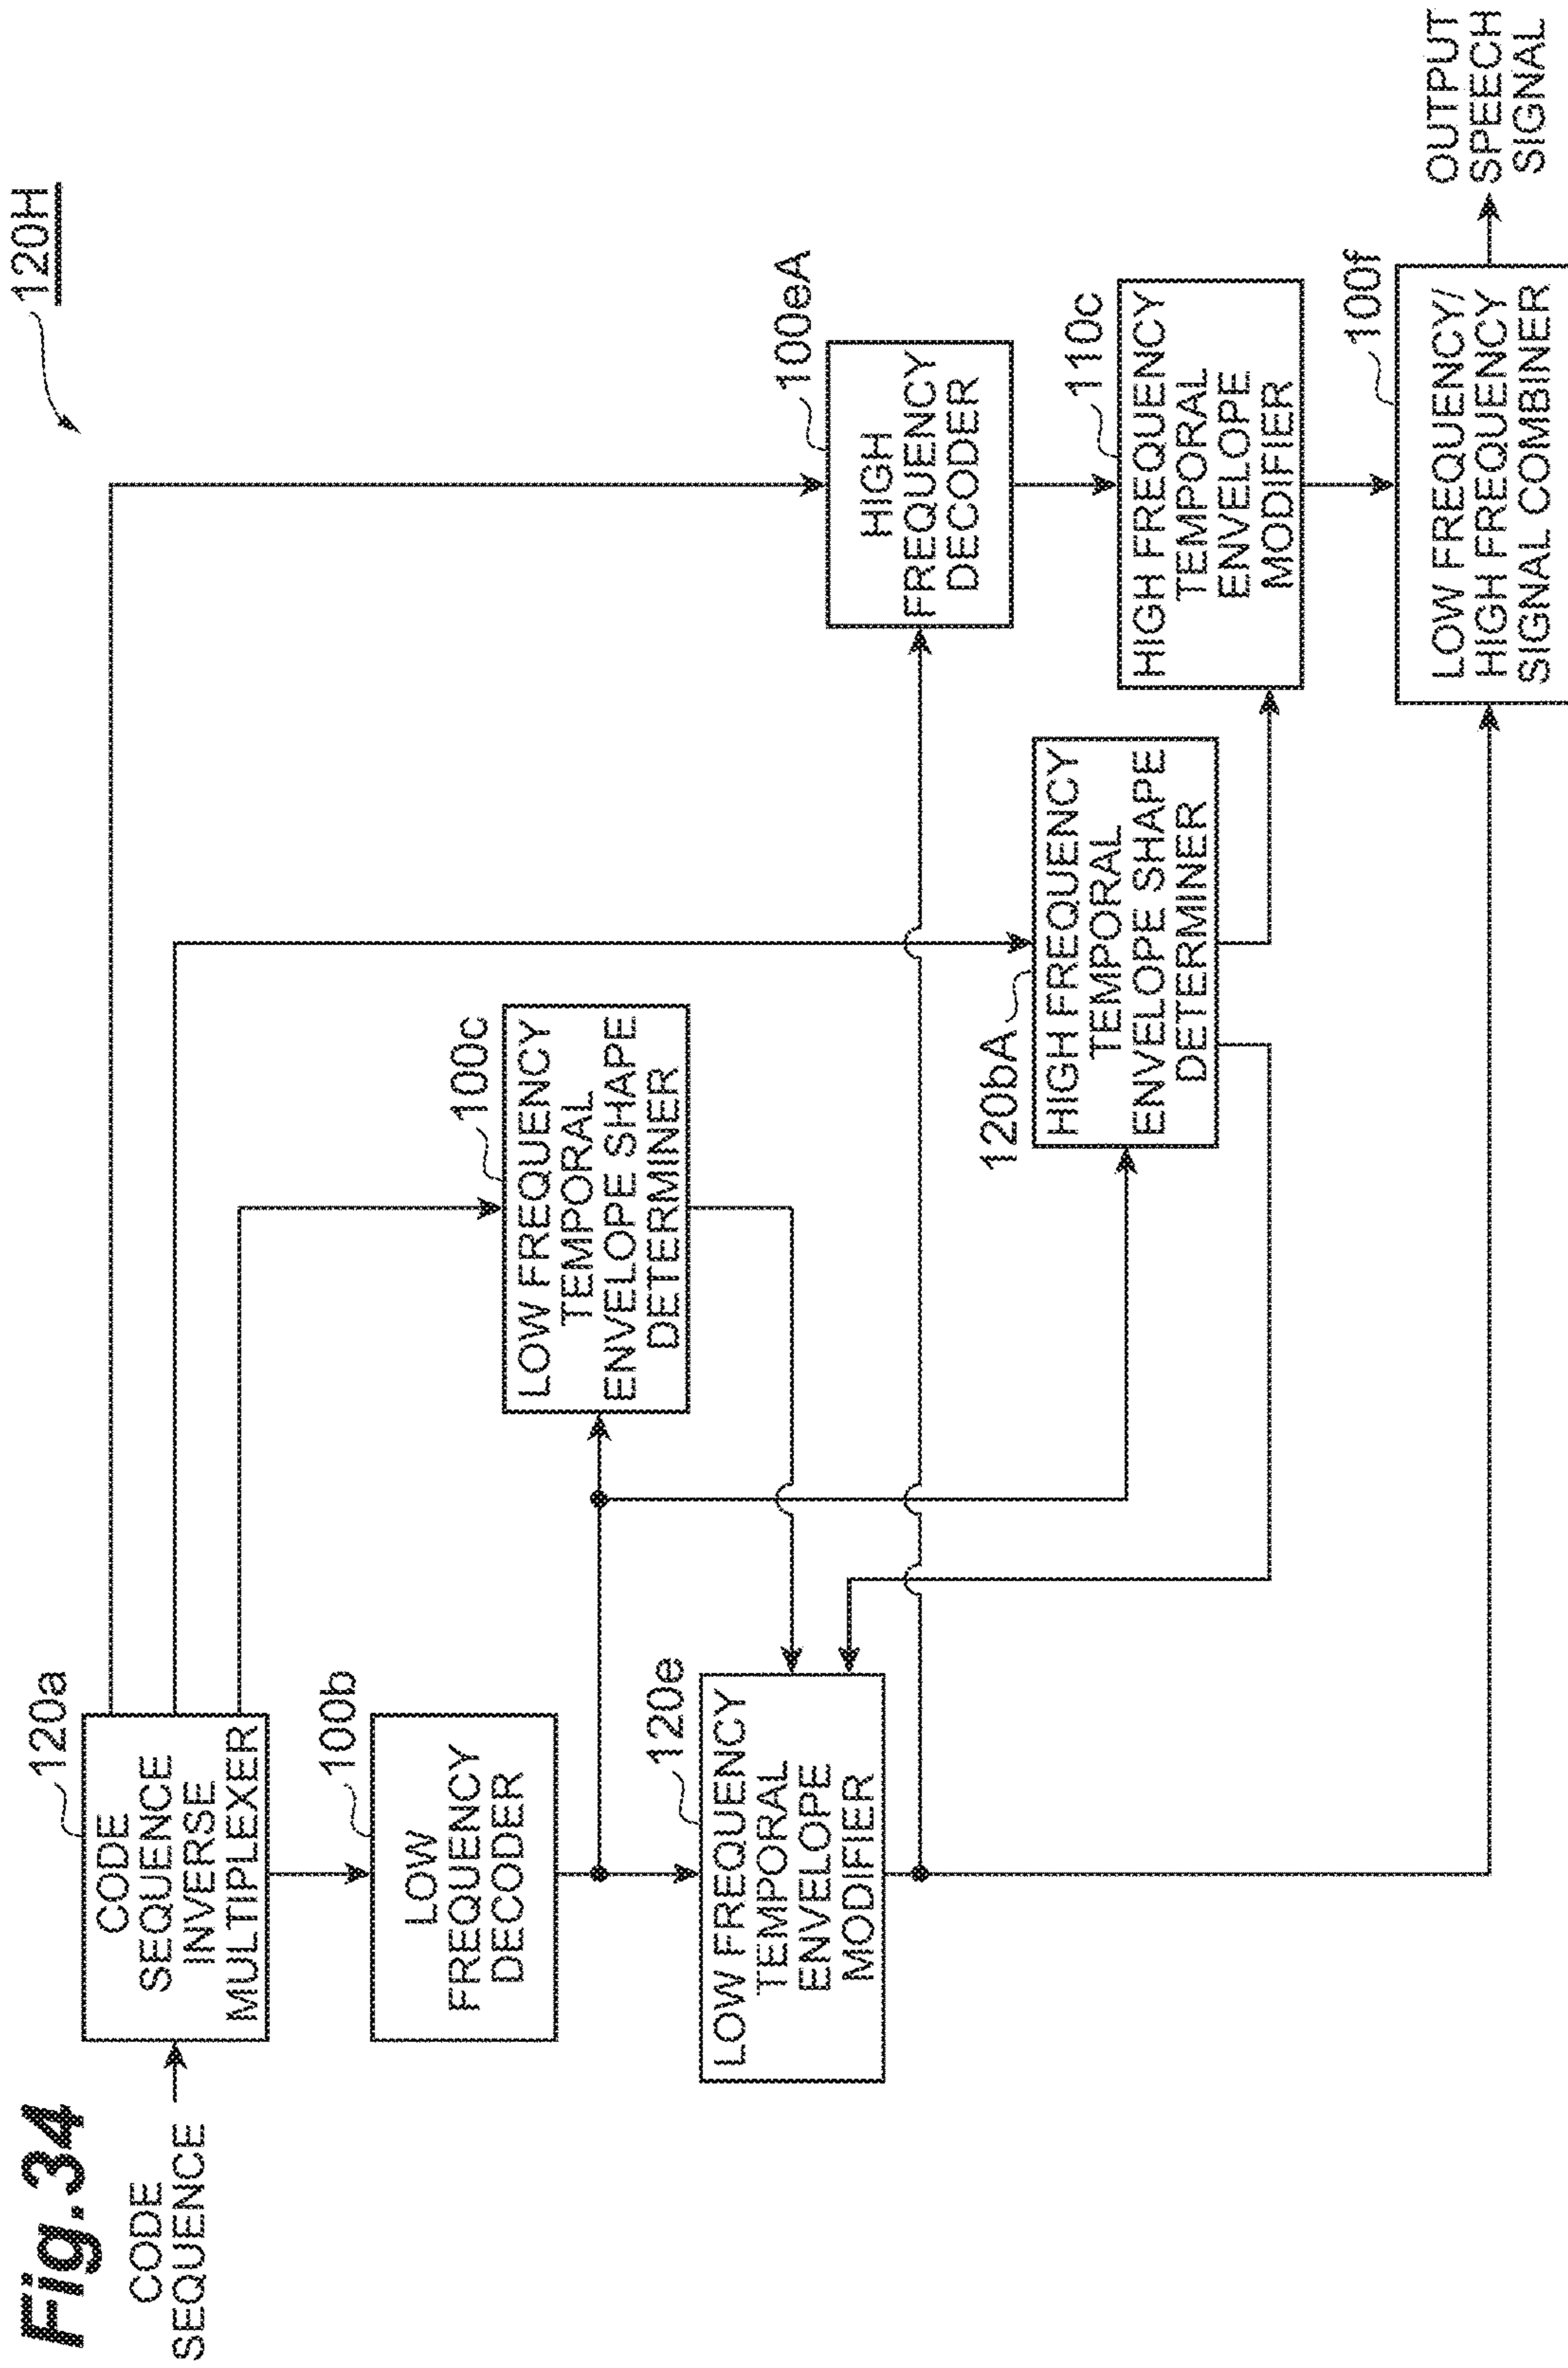 Fig.34
120H
CODE
SEQUENCE
120a
CODE
SEQUENCE
INVERSE
MULTIPLEXER
100b
LOW
FREQUENCY
DECODER
100c
LOW FREQUENCY
TEMPORAL
ENVELOPE SHAPE
DETERMINER
120e
LOW FREQUENCY
TEMPORAL
ENVELOPE
MODIFIER
100eA
HIGH
FREQUENCY
DECODER
120bA
HIGH FREQUENCY
TEMPORAL
ENVELOPE SHAPE
DETERMINER
110c
HIGH FREQUENCY
TEMPORAL
ENVELOPE
MODIFIER
100f
LOW FREQUENCY/
HIGH FREQUENCY
SIGNAL COMBINER
OUTPUT
SPEECH
SIGNAL